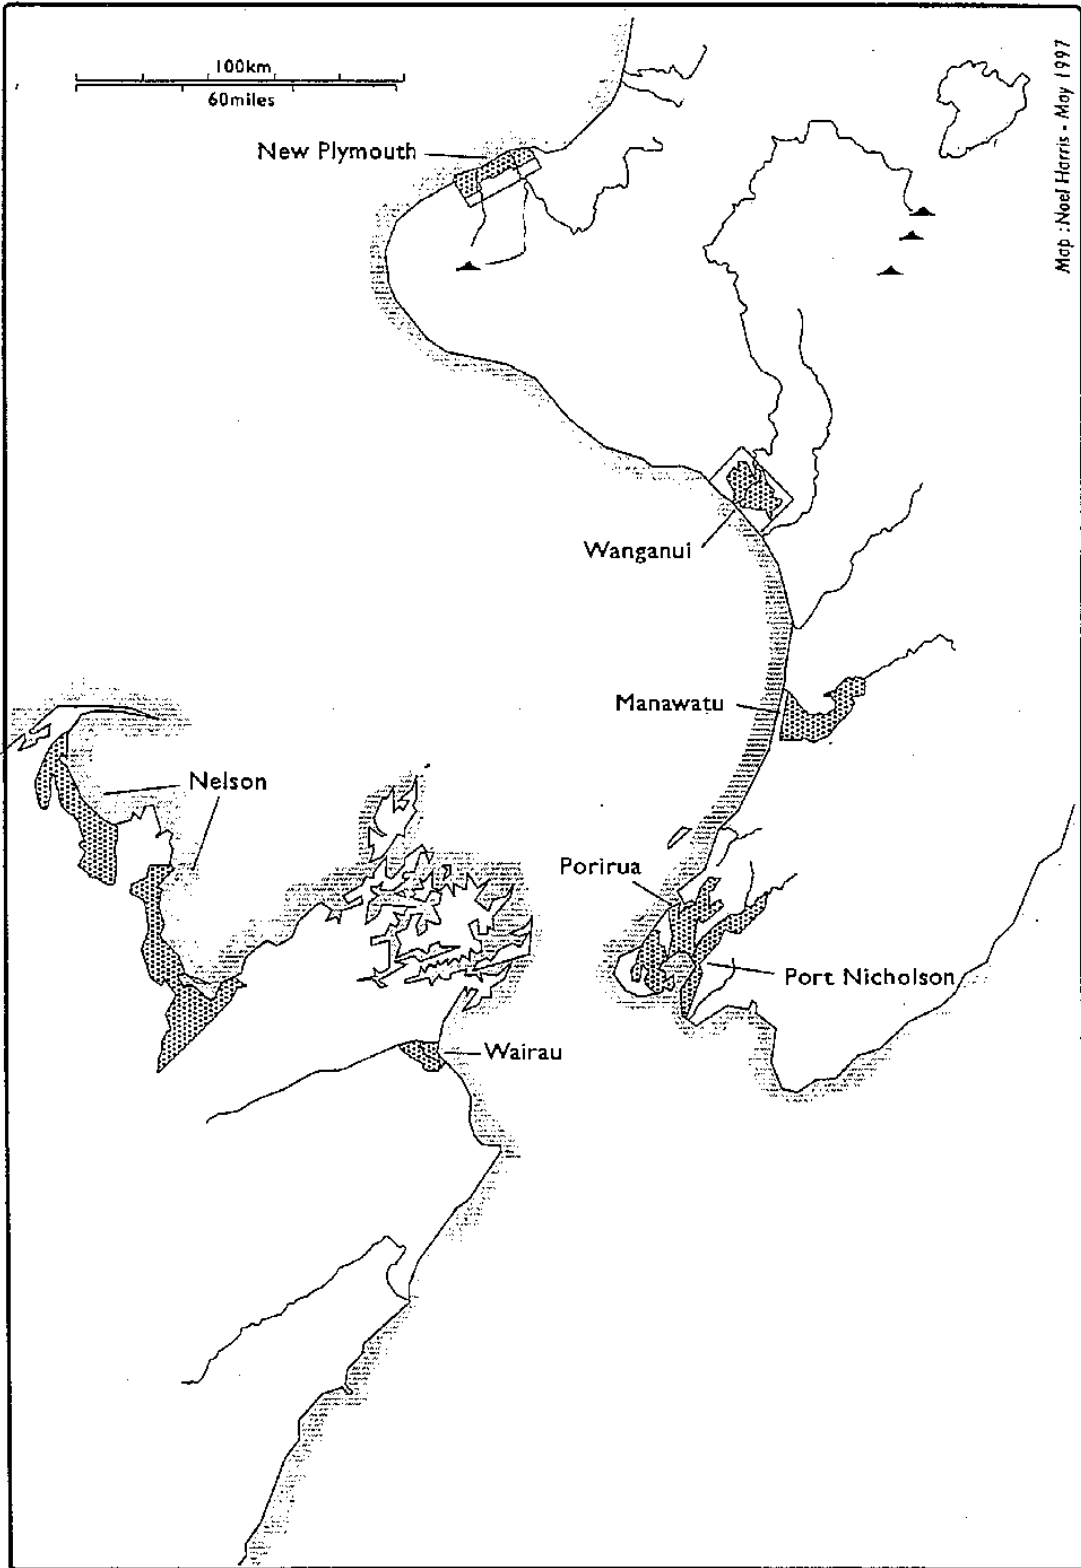 100km
60miles
Map : Noel Harris - May 1997
New Plymouth
Wanganui
Manawatu
Nelson
Porirua
Port Nicholson
Wairau